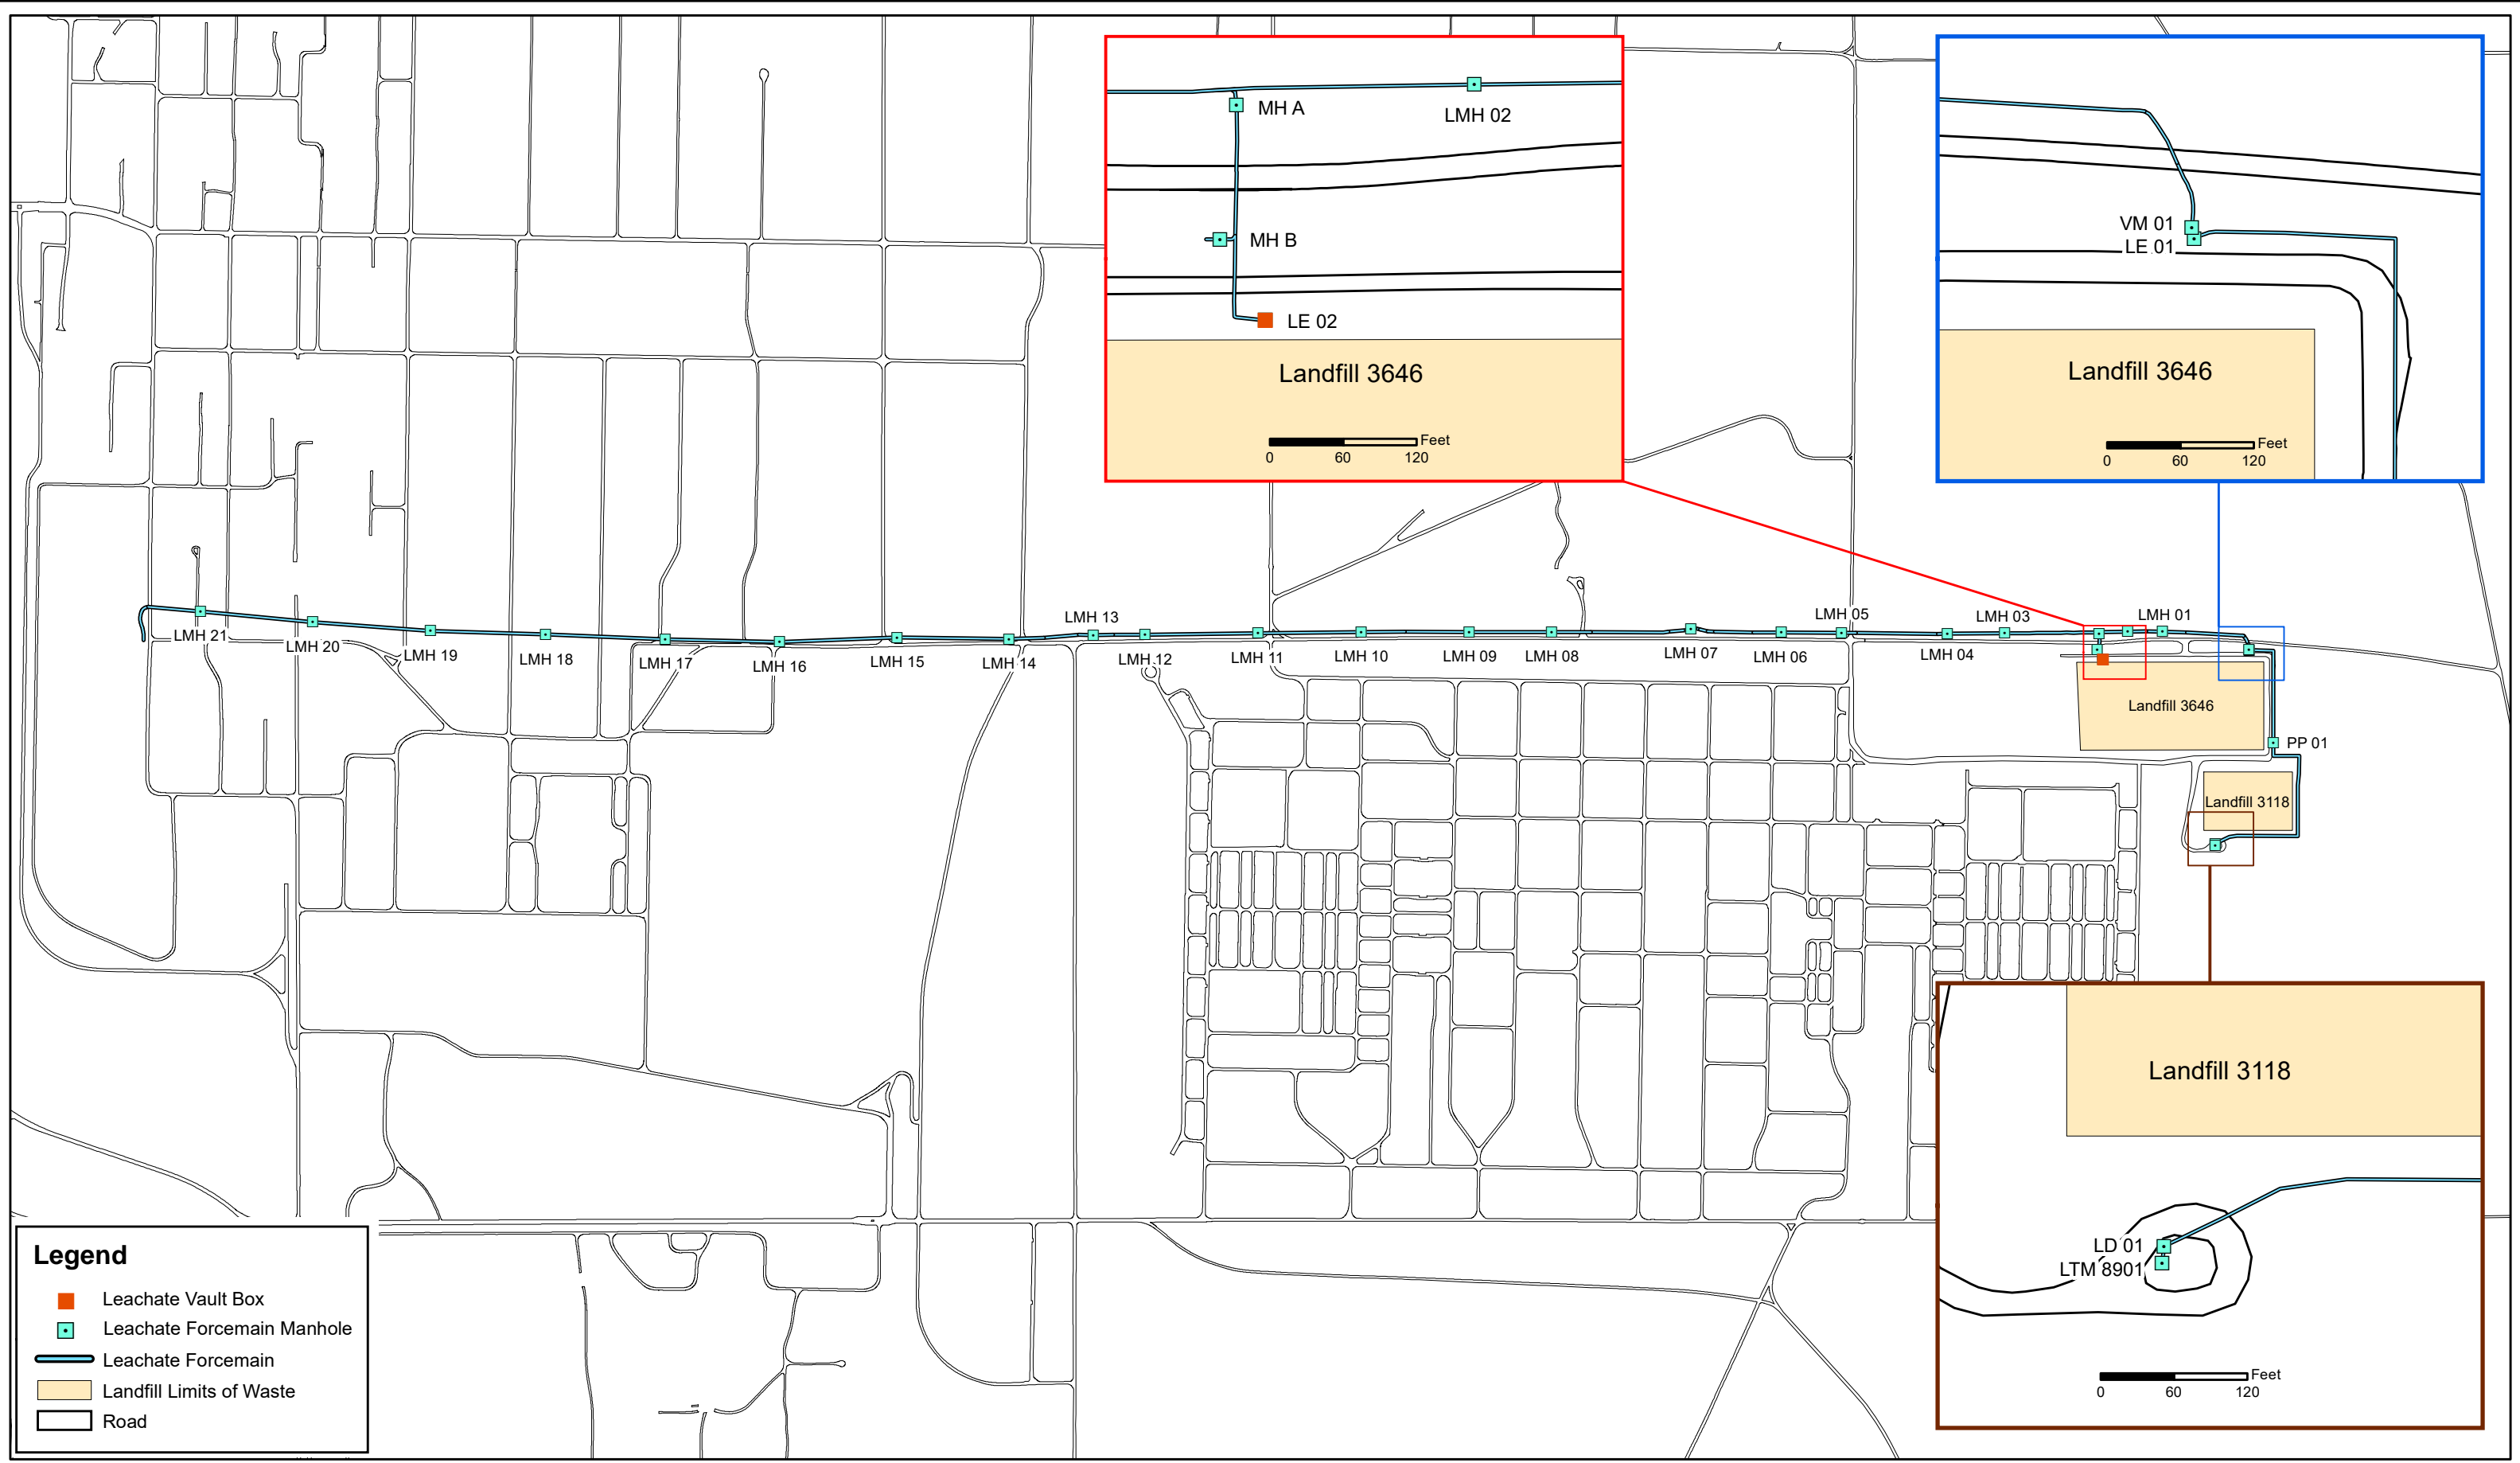 MH A
LMH 02
MH B
LE 02
Landfill 3646
Feet
0 60 120
VM 01
LE 01
Landfill 3646
Feet
0 60 120
LMH 13
LMH 05
LMH 03
LMH 01
LMH 21
LMH 20
LMH 19
LMH 18
LMH 17
LMH 16
LMH 15
LMH 14
LMH 12
LMH 11
LMH 10
LMH 09
LMH 08
LMH 07
LMH 06
LMH 04
Landfill 3646
PP 01
Landfill 3118
Landfill 3118
LD 01
LTM 8901
Feet
0 60 120
Legend
Leachate Vault Box
Leachate Forcemain Manhole
Leachate Forcemain
Landfill Limits of Waste
Road